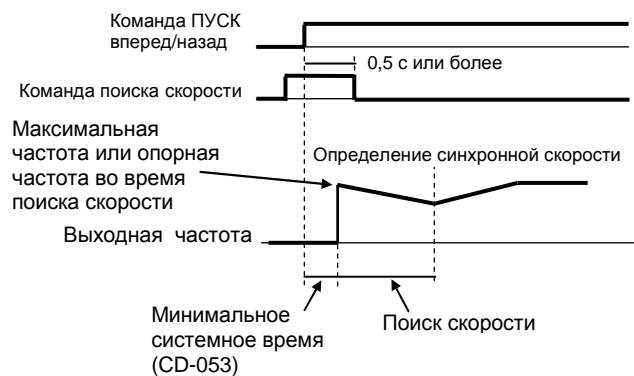 Команда ПУСК
вперед/назад
0,5 с или более
Команда поиска скорости
Максимальная
частота или опорная
частота во время
поиска скорости
Определение синхронной скорости
Выходная частота
Минимальное
системное время
(CD-053)
Поиск скорости